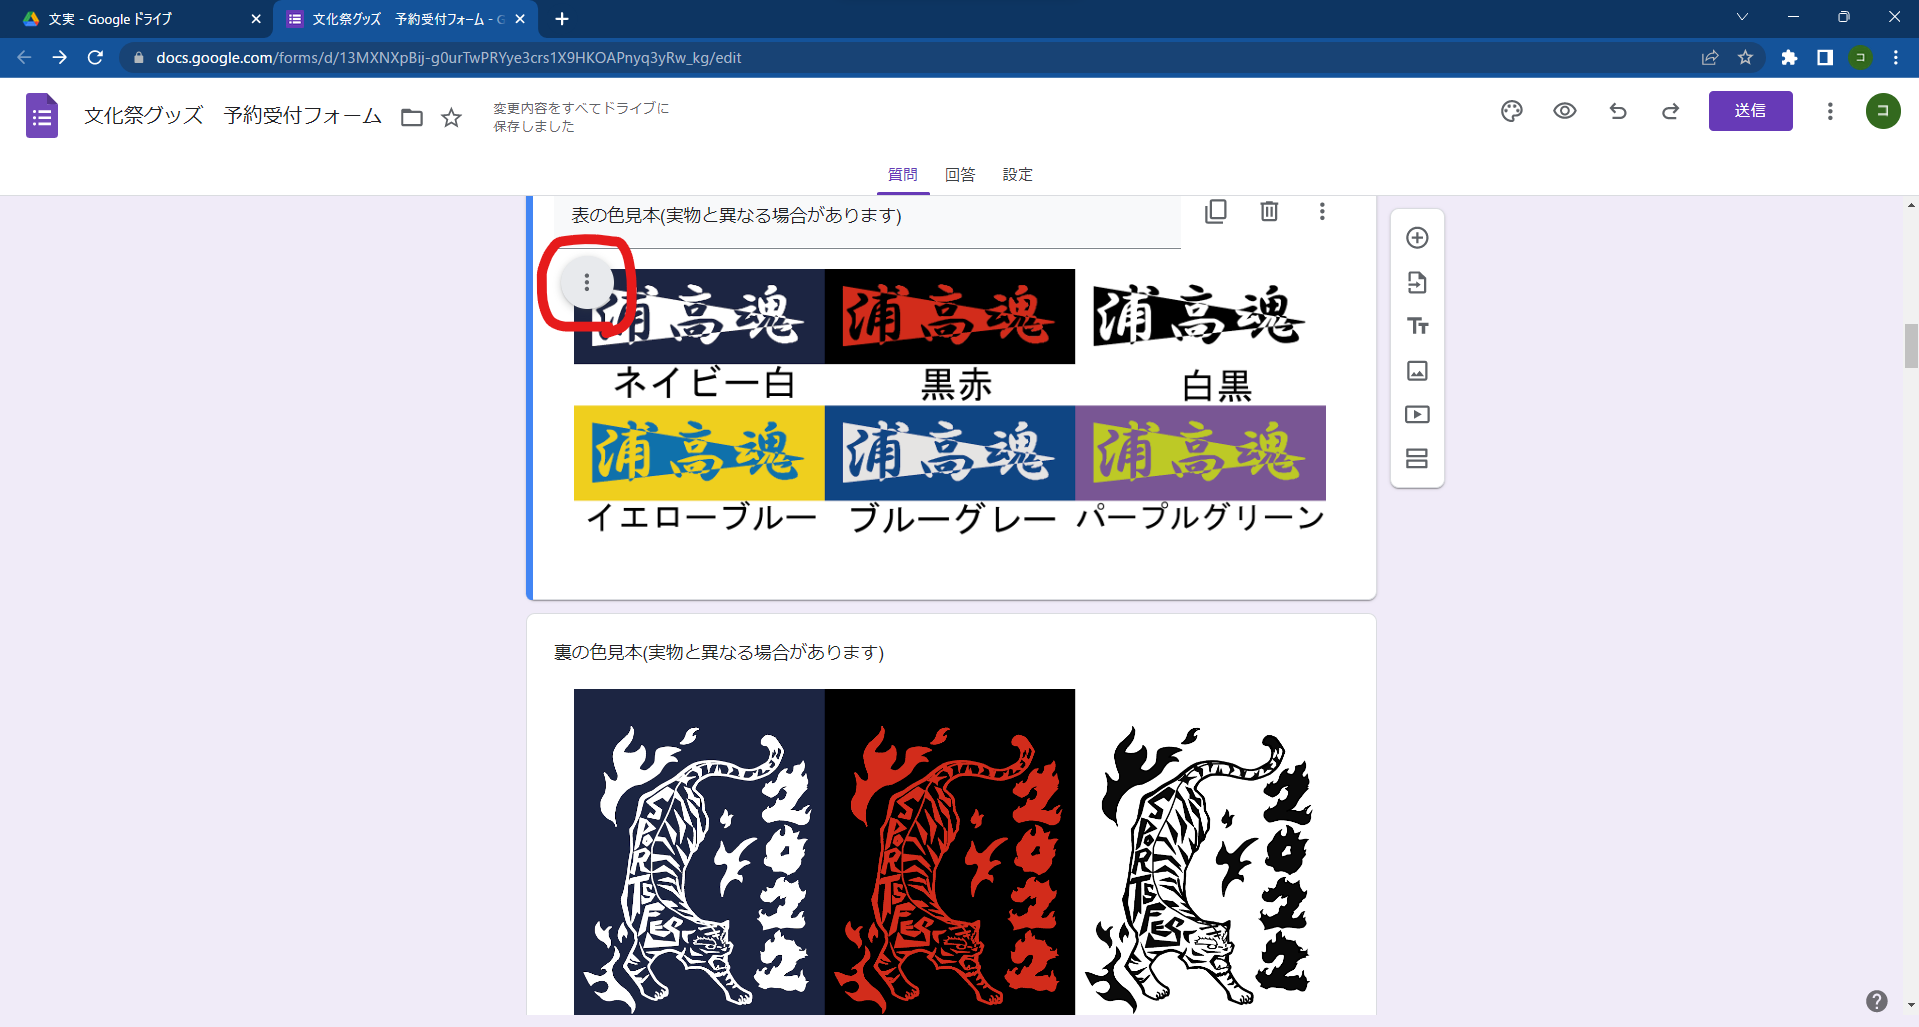 文実 - Google ドライブ
文化祭グッズ　予約受付フォーム - G
docs.google.com/forms/d/13MXNXpBij-g0urTwPRYye3crs1X9HKOAPnyq3yRw_kg/edit
コ
文化祭グッズ　予約受付フォーム
変更内容をすべてドライブに
保存しました
送信
コ
質問 回答 設定
表の色見本(実物と異なる場合があります)
浦高魂 浦高魂 浦高魂
ネイビー白 黒赤 白黒
浦高魂 浦高魂 浦高魂
イエローブルー ブルーグレー パープルグリーン
裏の色見本(実物と異なる場合があります)
SPORTSFES 2022 SPORTSFES 2022 SPORTSFES 2022